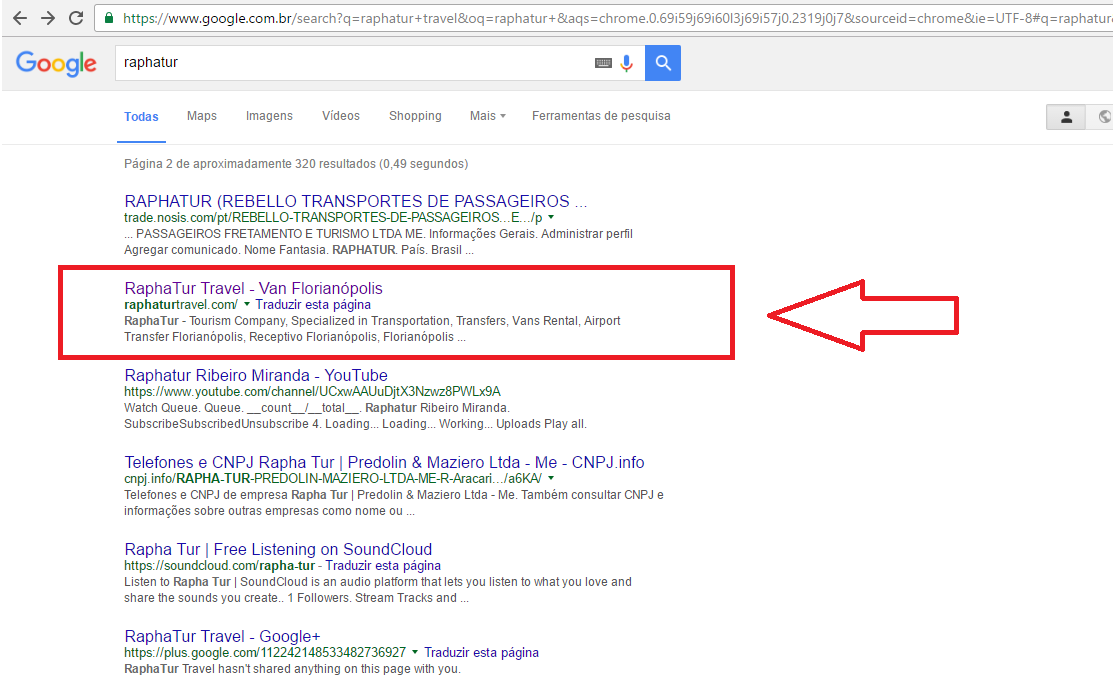 https://www.google.com.br/search?q=raphatur+travel&oq=raphatur+&aqs=chrome.0.69i59j69i60l3j69i57j0.2319j0j7&sourceid=chrome&ie=UTF-8#q=raphatur
Google raphatur
Todas Maps Imagens Vídeos Shopping Mais Ferramentas de pesquisa
Página 2 de aproximadamente 320 resultados (0,49 segundos)
RAPHATUR (REBELLO TRANSPORTES DE PASSAGEIROS ...
trade.nosis.com/pt/REBELLO-TRANSPORTES-DE-PASSAGEIROS...E.../p
... PASSAGEIROS FRETAMENTO E TURISMO LTDA ME. Informações Gerais. Administrar perfil
Agregar comunicado. Nome Fantasia. RAPHATUR. País. Brasil ...
RaphaTur Travel - Van Florianópolis
raphaturtravel.com/ Traduzir esta página
RaphaTur - Tourism Company, Specialized in Transportation, Transfers, Vans Rental, Airport
Transfer Florianópolis, Receptivo Florianópolis, Florianópolis ...
Raphatur Ribeiro Miranda - YouTube
https://www.youtube.com/channel/UCxwAAUuDjtX3Nzwz8PWLx9A
Watch Queue. Queue. __count__/__total__. Raphatur Ribeiro Miranda.
SubscribeSubscribedUnsubscribe 4. Loading... Loading... Working... Uploads Play all.
Telefones e CNPJ Rapha Tur | Predolin & Maziero Ltda - Me - CNPJ.info
cnpj.info/RAPHA-TUR-PREDOLIN-MAZIERO-LTDA-ME-R-Aracari.../a6KA/
Telefones e CNPJ de empresa Rapha Tur | Predolin & Maziero Ltda - Me. Também consultar CNPJ e
informações sobre outras empresas como nome ou ...
Rapha Tur | Free Listening on SoundCloud
https://soundcloud.com/rapha-tur - Traduzir esta página
Listen to Rapha Tur | SoundCloud is an audio platform that lets you listen to what you love and
share the sounds you create.. 1 Followers. Stream Tracks and ...
RaphaTur Travel - Google+
https://plus.google.com/112242148533482736927 Traduzir esta página
RaphaTur Travel hasn't shared anything on this page with you.